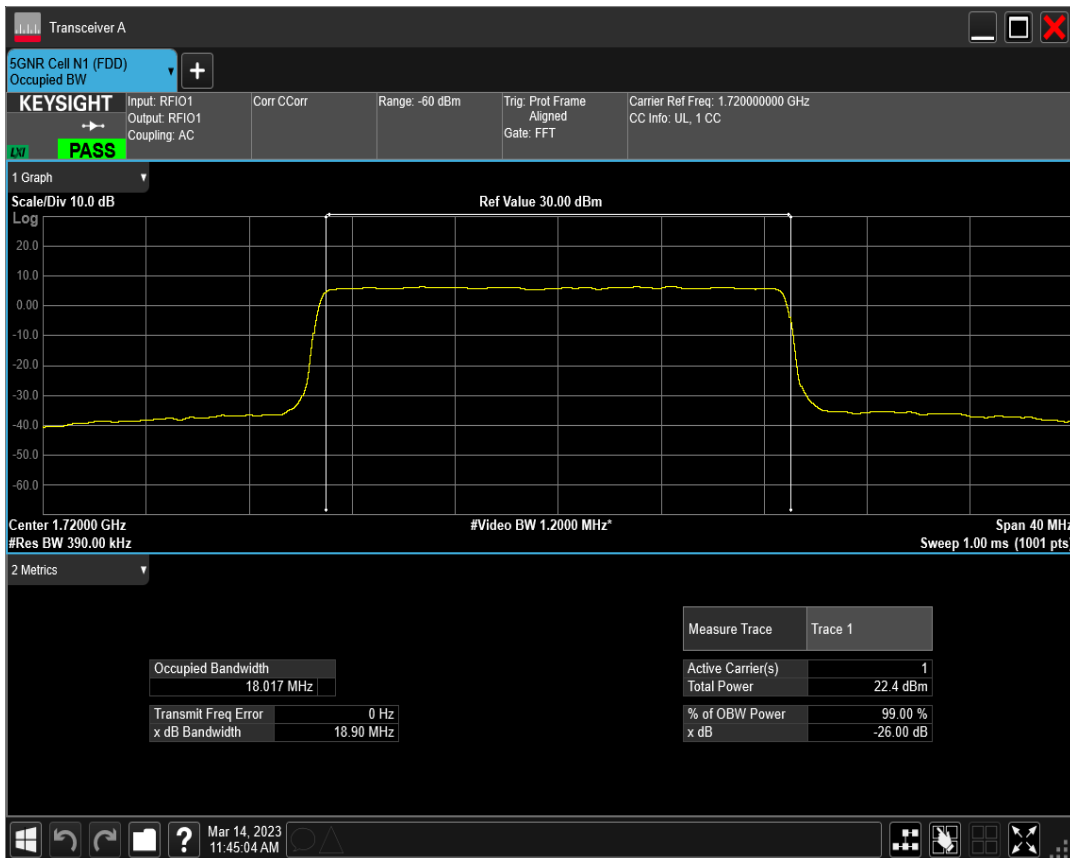 Transceiver A
5GNR Cell N1 (FDD)
Occupied BW
KEYSIGHT
LXI
PASS
Input: RFIO1
Output: RFIO1
Coupling: AC
Corr CCorr
Range: -60 dBm
Trig: Prot Frame
Aligned
Gate: FFT
Carrier Ref Freq: 1.720000000 GHz
CC Info: UL, 1 CC
1 Graph
Scale/Div 10.0 dB
Ref Value 30.00 dBm
Log
20.0
10.0
0.00
-10.0
-20.0
-30.0
-40.0
-50.0
-60.0
Center 1.72000 GHz
#Video BW 1.2000 MHz*
Span 40 MHz
#Res BW 390.00 kHz
Sweep 1.00 ms (1001 pts)
2 Metrics
Measure Trace Trace 1
Occupied Bandwidth
18.017 MHz
Active Carrier(s) 1
Total Power 22.4 dBm
Transmit Freq Error 0 Hz
x dB Bandwidth 18.90 MHz
% of OBW Power 99.00 %
x dB -26.00 dB
?
Mar 14, 2023
11:45:04 AM